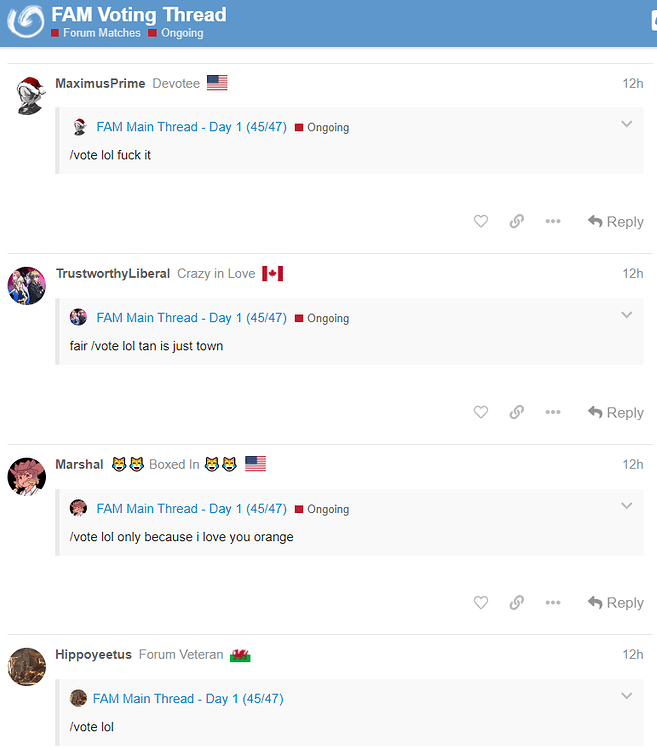 FAM Voting Thread
Forum Matches Ongoing
MaximusPrime Devotee 12h
FAM Main Thread - Day 1 (45/47) Ongoing
/vote lol fuck it
Reply
TrustworthyLiberal Crazy in Love 12h
FAM Main Thread - Day 1 (45/47) Ongoing
fair /vote lol tan is just town
Reply
Marshal 😹😹 Boxed In 😹😹 12h
FAM Main Thread - Day 1 (45/47) Ongoing
/vote lol only because i love you orange
Reply
Hippoyeetus Forum Veteran 12h
FAM Main Thread - Day 1 (45/47)
/vote lol